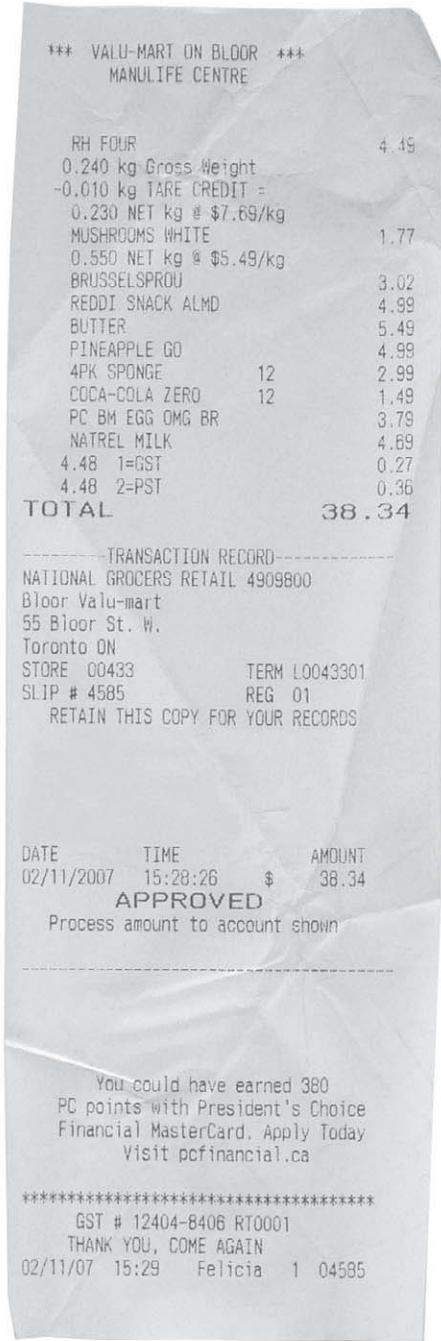 *** VALU-MART ON BLOOR ***
MANULIFE CENTRE
RH FOUR 4.49
0.240 kg Gross Weight
-0.010 kg TARE CREDIT =
0.230 NET kg @ $7.69/kg
MUSHROOMS WHITE 1.77
0.550 NET kg @ $5.49/kg
BRUSSELSPROU 3.02
REDDI SNACK ALMD 4.99
BUTTER 5.49
PINEAPPLE GO 4.99
4PK SPONGE 12 2.99
COCA-COLA ZERO 12 1.49
PC BM EGG OMG BR 3.79
NATREL MILK 4.69
4.48 1=GST 0.27
4.48 2=PST 0.36
TOTAL 38.34
---------TRANSACTION RECORD-------------
NATIONAL GROCERS RETAIL 4909800
Bloor Valu-mart
55 Bloor St. W.
Toronto ON
STORE 00433 TERM L0043301
SLIP # 4585 REG 01
RETAIN THIS COPY FOR YOUR RECORDS
DATE TIME AMOUNT
02/11/2007 15:28:26 $ 38.34
APPROVED
Process amount to account shown
----------------------------------------
You could have earned 380
PC points with President's Choice
Financial MasterCard. Apply Today
Visit pcfinancial.ca
***************************************
GST # 12404-8406 RT0001
THANK YOU, COME AGAIN
02/11/07 15:29 Felicia 1 04585